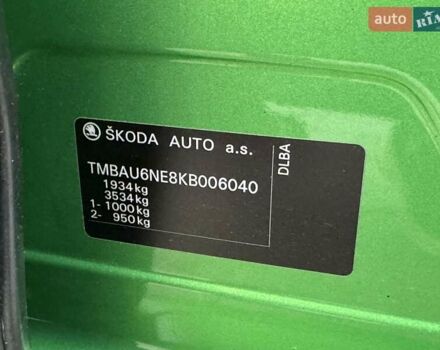 auto RIA
ŠKODA AUTO a.s.
DLBA
TMBAU6NE8KB006040
1934kg
3534kg
1- 1000kg
2- 950kg